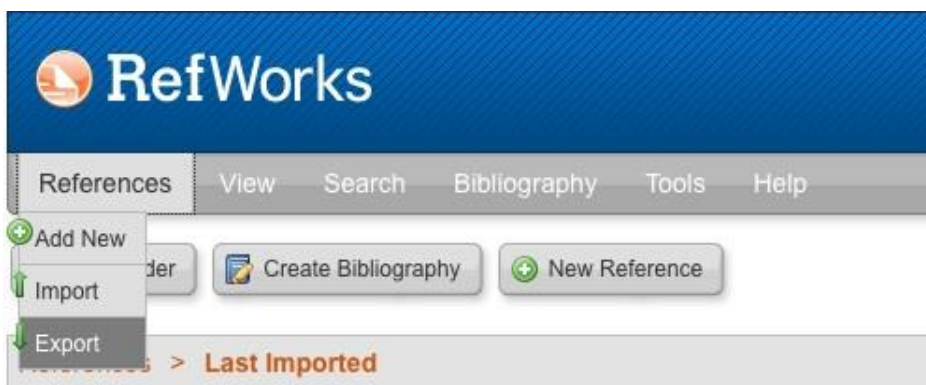 RefWorks
References View Search Bibliography Tools Help
Add New
der Create Bibliography New Reference
Import
Export
> Last Imported